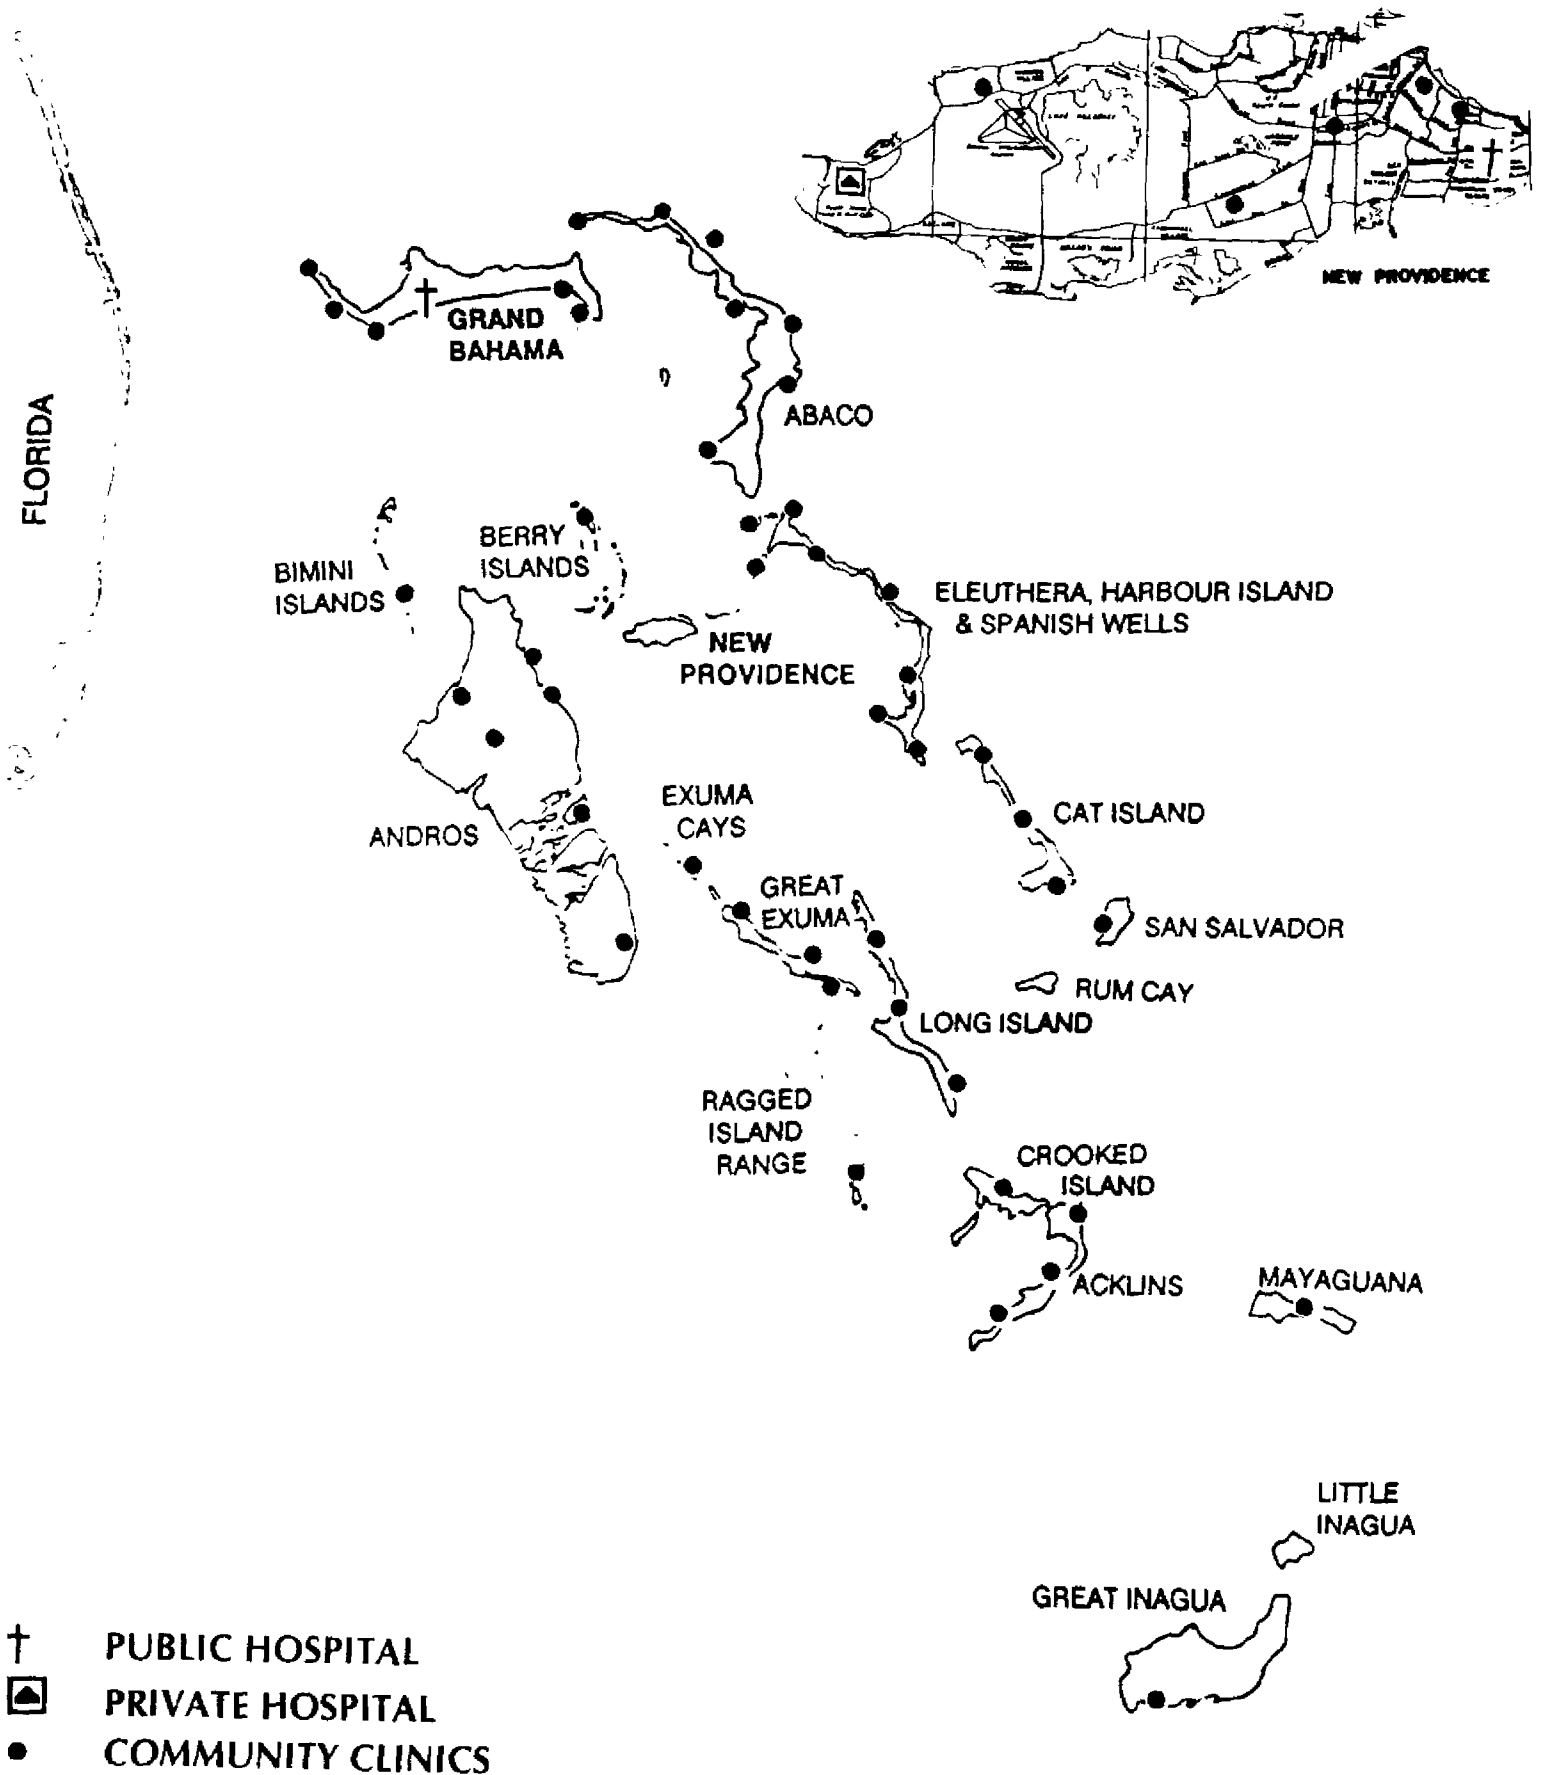 NEW PROVIDENCE
GRAND
BAHAMA
FLORIDA
ABACO
BERRY
ISLANDS
BIMINI
ISLANDS
ELEUTHERA, HARBOUR ISLAND
& SPANISH WELLS
NEW
PROVIDENCE
EXUMA
CAYS
CAT ISLAND
ANDROS
GREAT
EXUMA
SAN SALVADOR
RUM CAY
LONG ISLAND
RAGGED
ISLAND
RANGE
CROOKED
ISLAND
ACKLINS
MAYAGUANA
LITTLE
INAGUA
GREAT INAGUA
PUBLIC HOSPITAL
PRIVATE HOSPITAL
COMMUNITY CLINICS